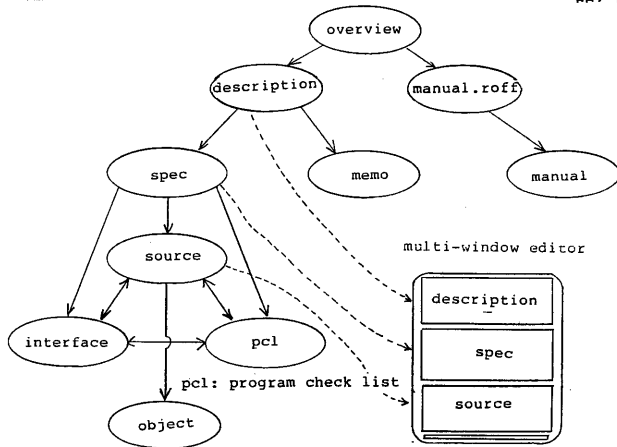 overview
description
manual.roff
spec
memo
manual
source
multi-window editor
description
interface
pcl
spec
pcl: program check list
source
object